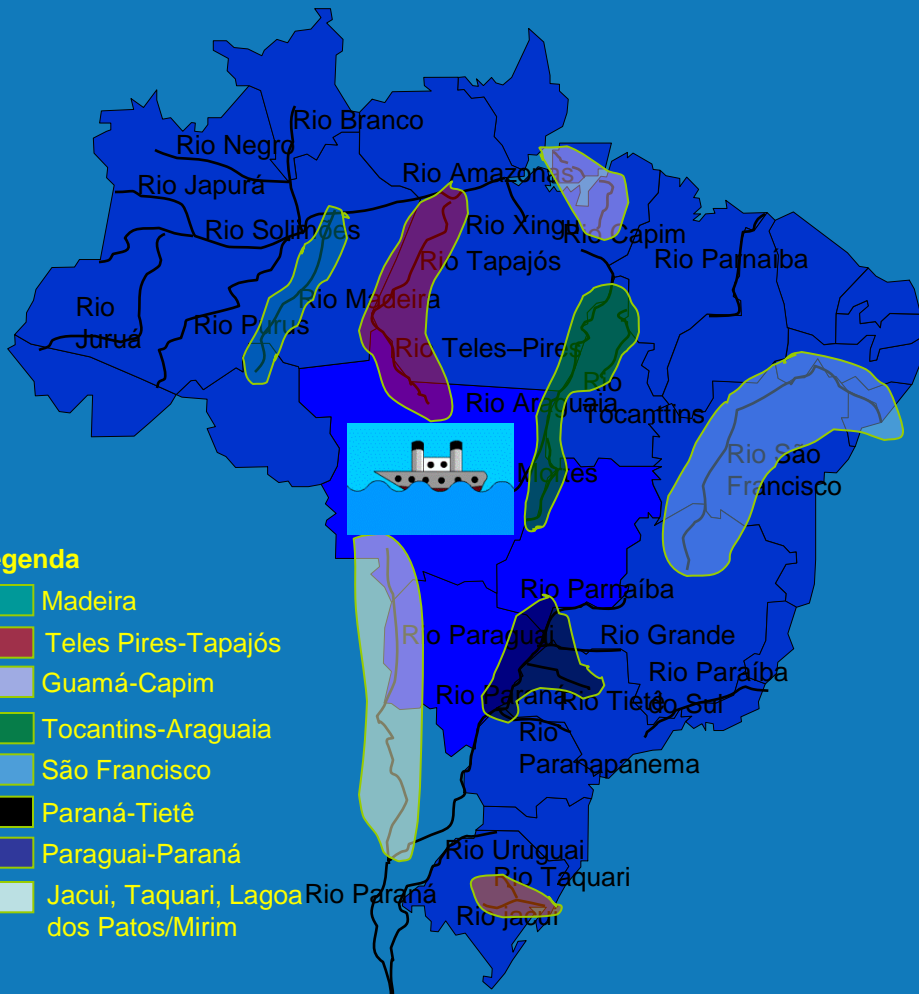 Rio Branco
Rio Negro
Rio Amazonas
Rio Japurá
Rio Solimões
Rio Xingu
Rio Capim
Rio Tapajós
Rio Parnaíba
Rio Madeira
Rio
Juruá
Rio Purus
Rio Teles–Pires
Rio
Tocanttins
Rio Araguaia
Rio São
Francisco
Mortes
egenda
Madeira
Teles Pires-Tapajós
Guamá-Capim
Tocantins-Araguaia
São Francisco
Paraná-Tietê
Paraguai-Paraná
Jacui, Taquari, Lagoa
dos Patos/Mirim
Rio Parnaíba
Rio Paraguai
Rio Grande
Rio Paraíba
do Sul
Rio Paraná
Rio Tietê
Rio
Paranapanema
Rio Uruguai
Rio Taquari
Rio Paraná
Rio jacuí